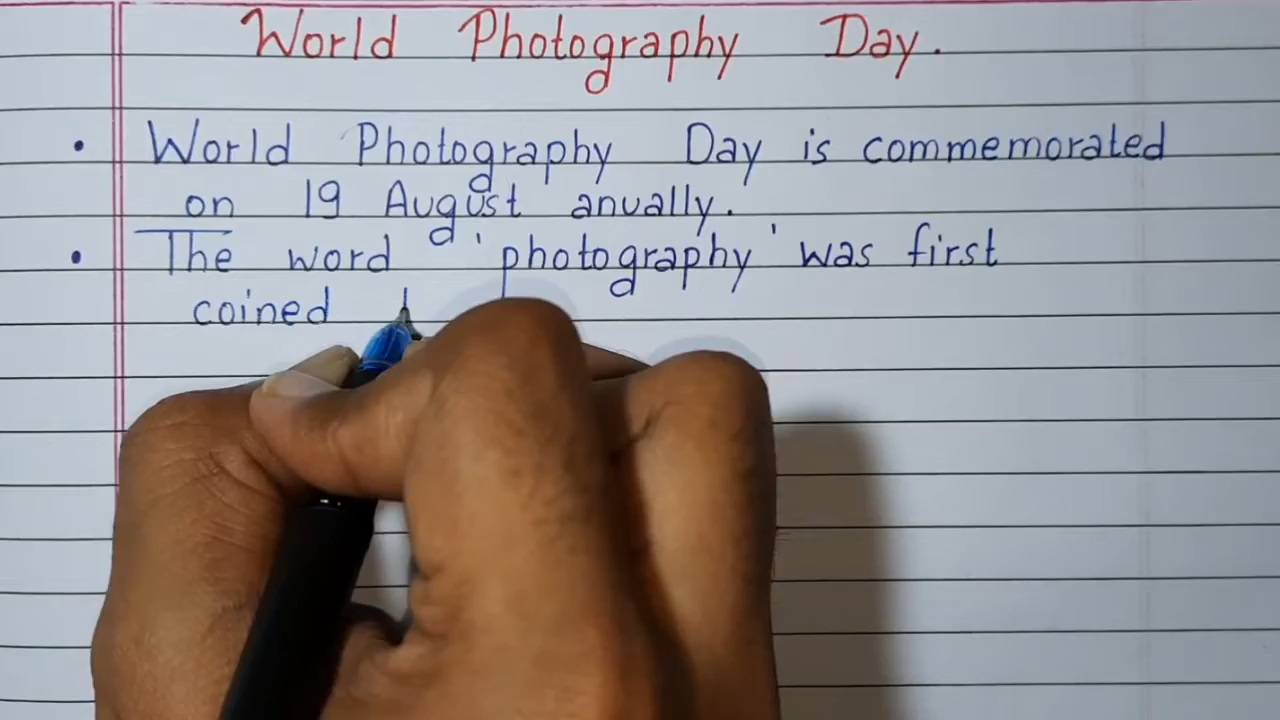 World Photography Day.
• World Photography Day is commemorated
on 19 August anually.
• The word 'photography' was first
coined